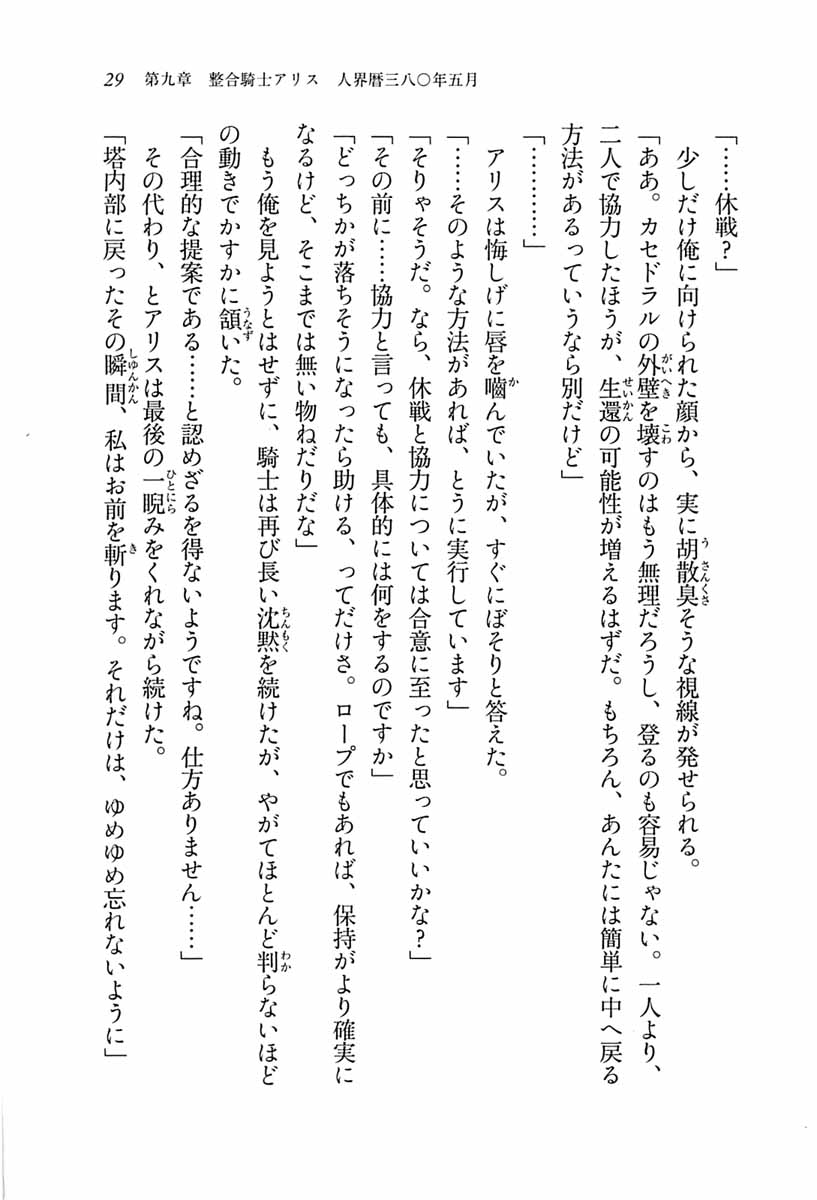 29 第九章 整合騎士アリス 人界暦三八〇年五月
「……休戦？」
少しだけ俺に向けられた顔から、実に胡散臭そうな視線が発せられる。
「ああ。カセドラルの外壁を壊すのはもう無理だろうし、登るのも容易じゃない。一人より、
二人で協力したほうが、生還の可能性が増えるはずだ。もちろん、あんたには簡単に中へ戻る
方法があるっていうなら別だけど」
「…………」
アリスは悔しげに唇を嚙んでいたが、すぐにぼそりと答えた。
「……そのような方法があれば、とうに実行しています」
「そりゃそうだ。なら、休戦と協力については合意に至ったと思っていいかな？」
「その前に……協力と言っても、具体的には何をするのですか」
「どっちかが落ちそうになったら助ける、ってだけさ。ロープでもあれば、保持がより確実に
なるけど、そこまでは無い物ねだりだな」
もう俺を見ようとはせずに、騎士は再び長い沈黙を続けたが、やがてほとんど判らないほど
の動きでかすかに頷いた。
「合理的な提案である……と認めざるを得ないようですね。仕方ありません……」
その代わり、とアリスは最後の一睨みをくれながら続けた。
「塔内部に戻ったその瞬間、私はお前を斬ります。それだけは、ゆめゆめ忘れないように」